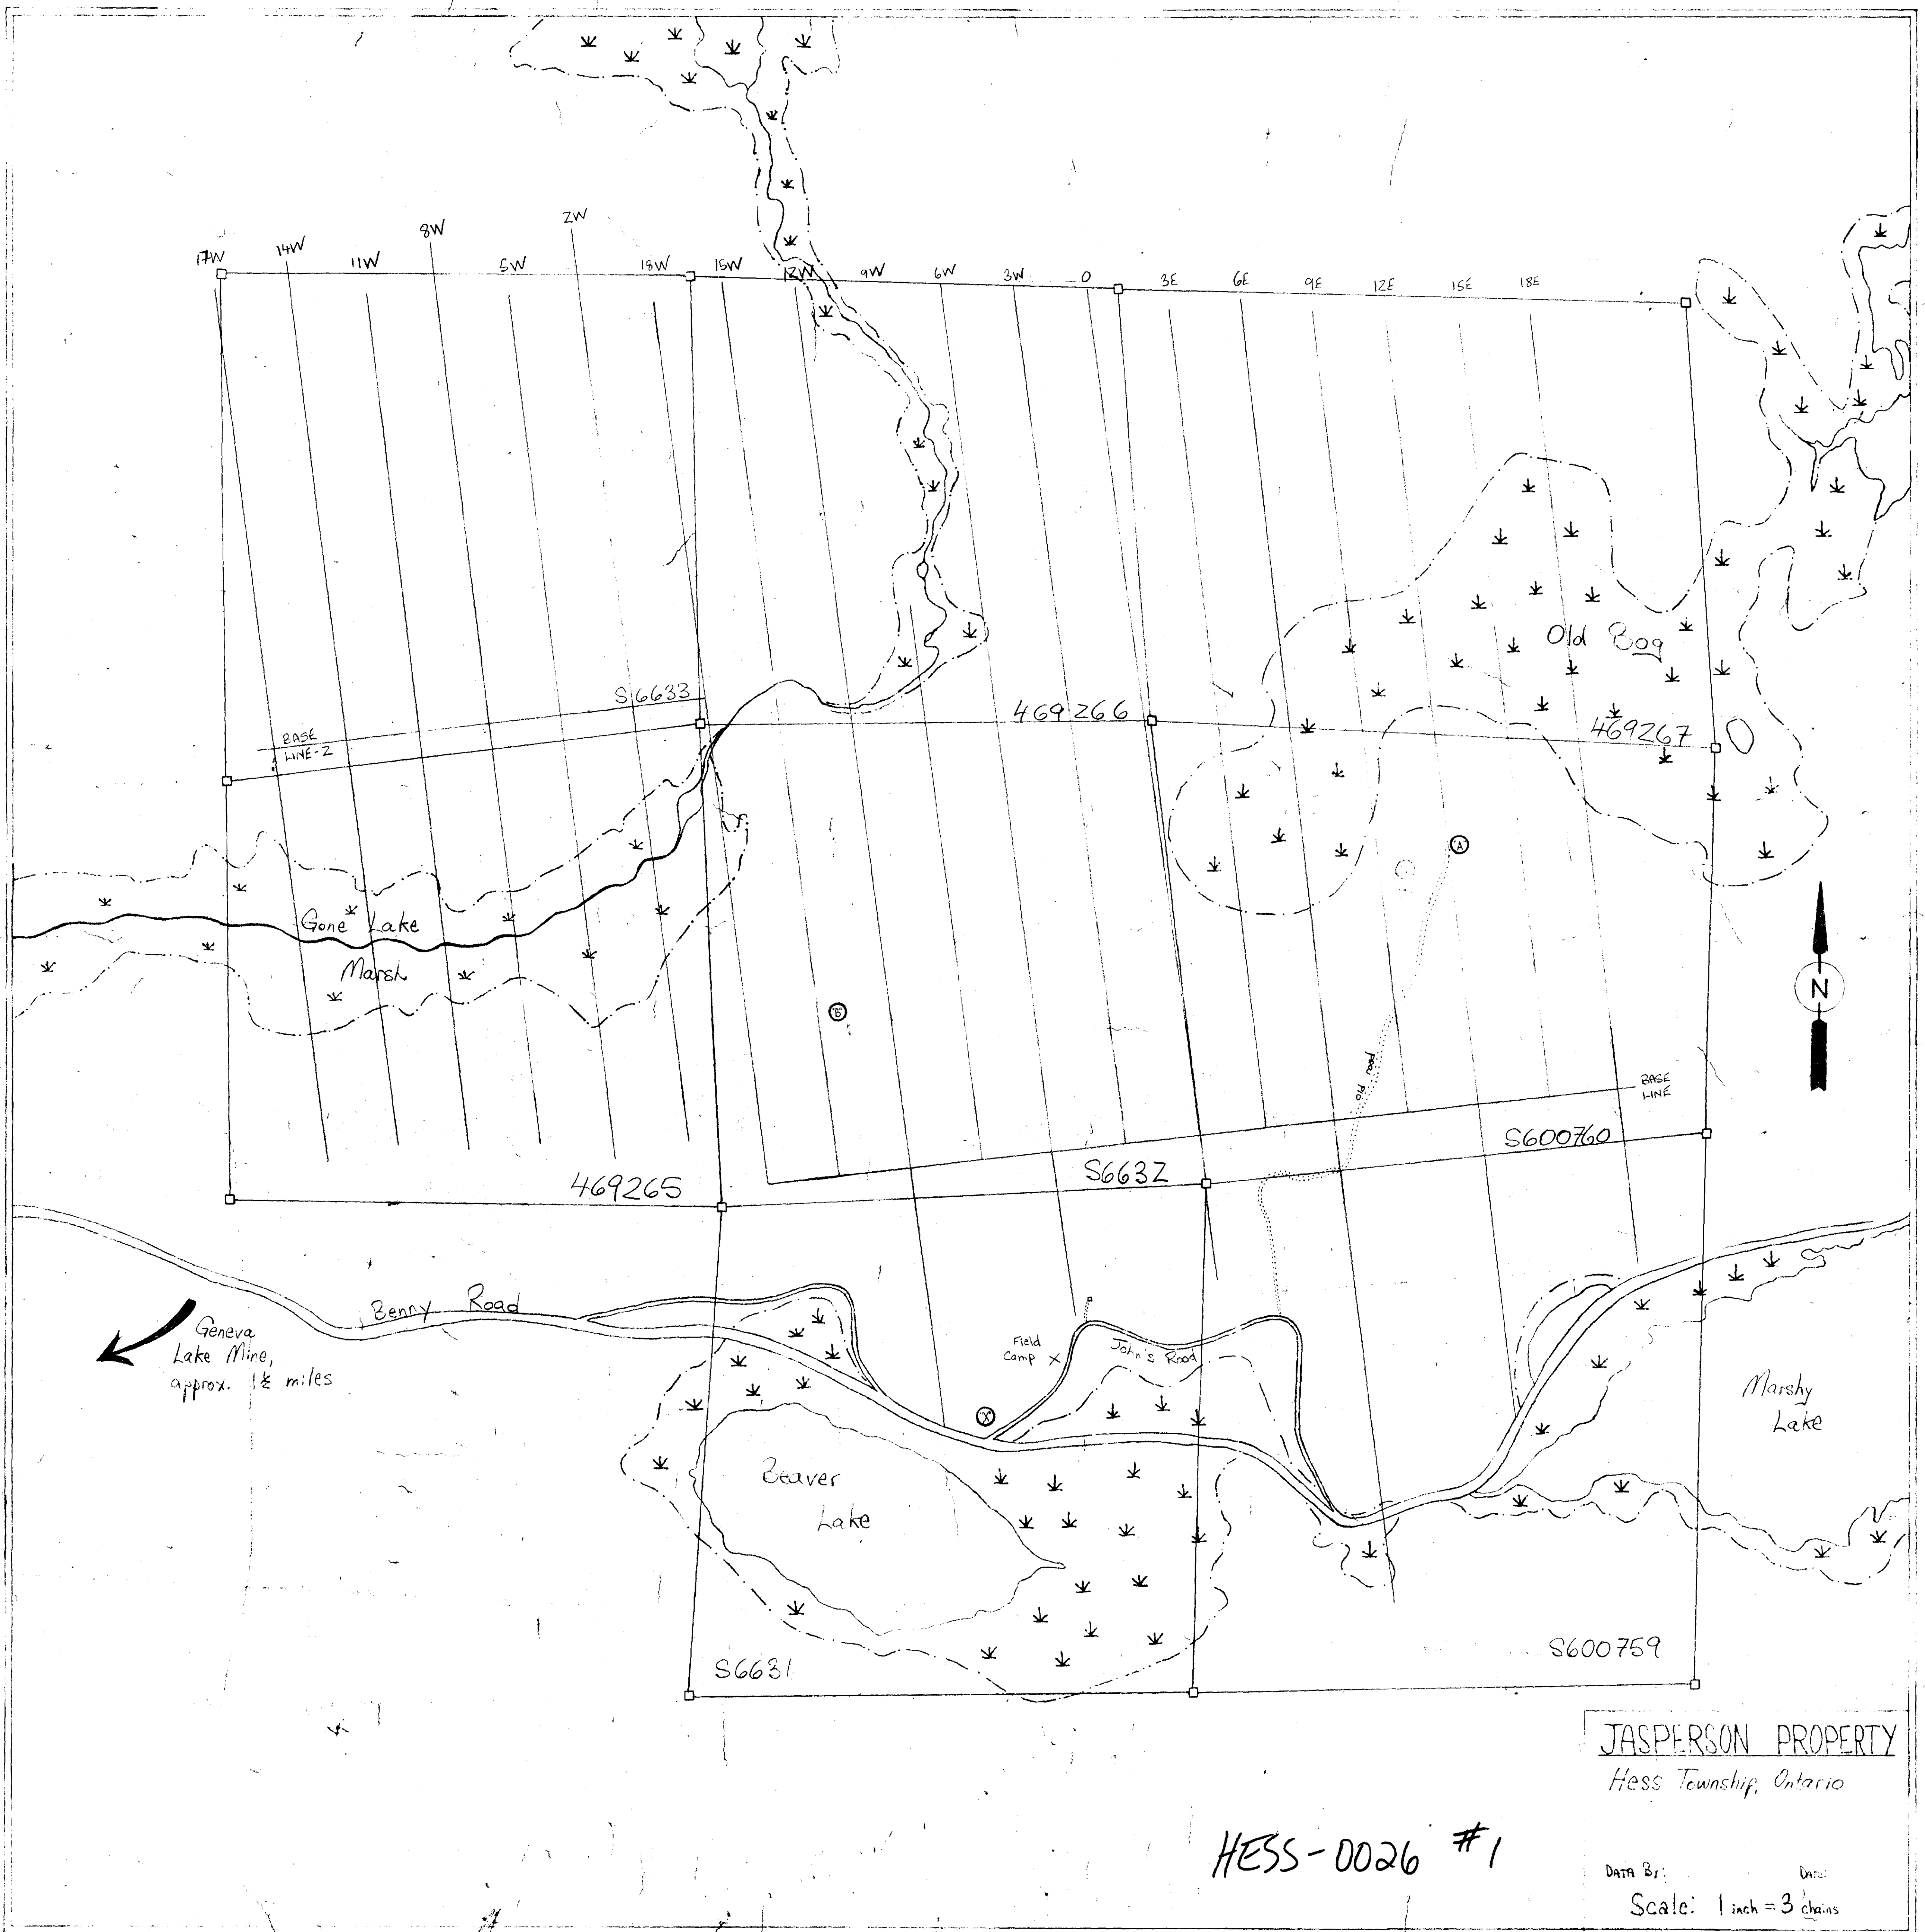 17W 14W 11W 8W 5W 2W 18W 15W 12W 9W 6W 3W 0 3E 6E 9E 12E 15E 18E
Old Bog
S6633
469266
469267
BASE
LINE-2
"A"
Gone Lake
Marsh
"B"
N
Old Road
BASE
LINE
S600760
S6632
469265
Benny Road
Geneva
Lake Mine,
approx. 1½ miles
Field
Camp X
John's Road
"X"
Marshy
Lake
Beaver
Lake
S6631
S600759
JASPERSON PROPERTY
Hess Township, Ontario
HESS-0026 #1
DATA BY: DATE:
Scale: 1 inch = 3 chains